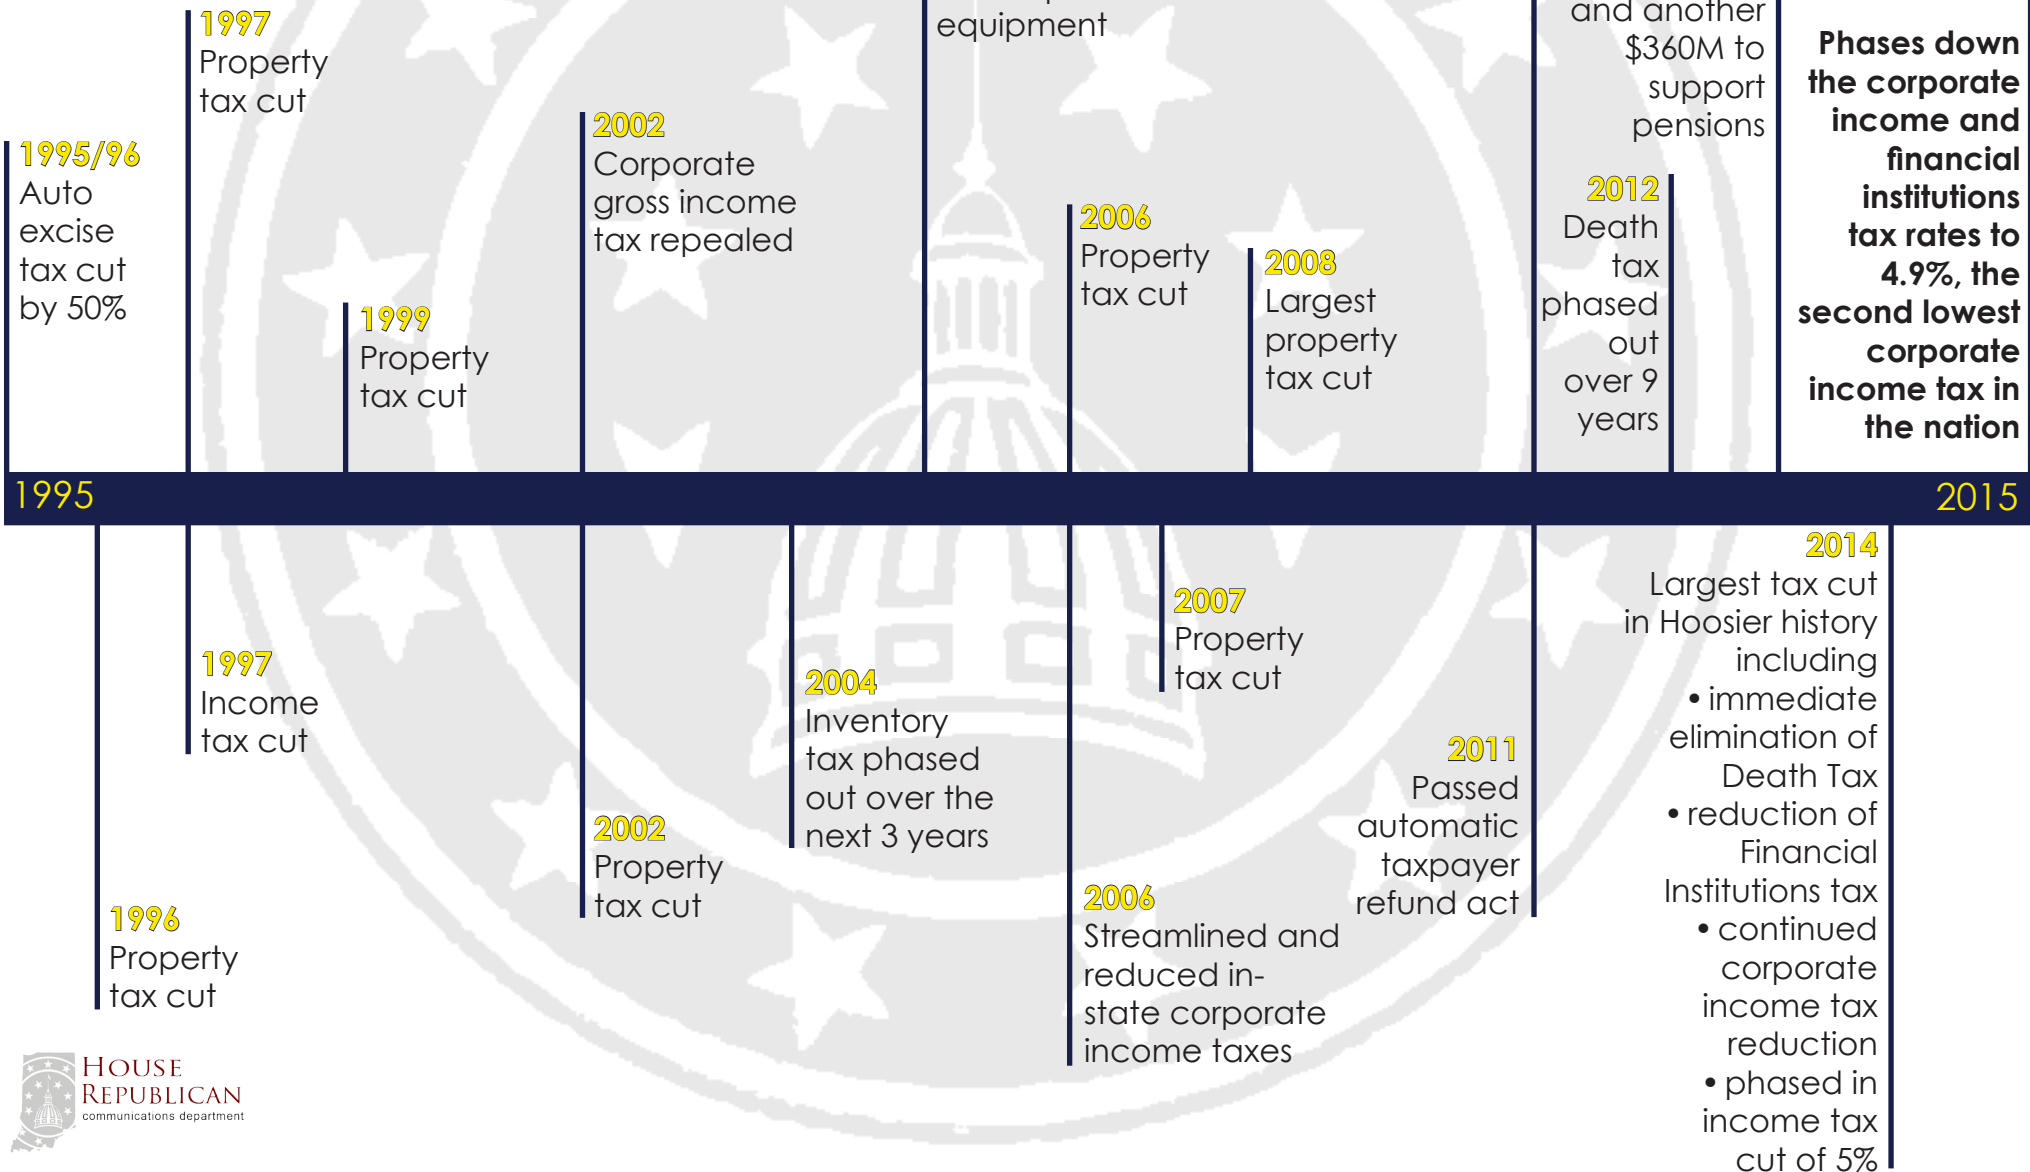 1997
Property
tax cut
equipment
and another
$360M to
support
pensions
Phases down
the corporate
income and
financial
institutions
tax rates to
4.9%, the
second lowest
corporate
income tax in
the nation
1995/96
Auto
excise
tax cut
by 50%
2002
Corporate
gross income
tax repealed
2006
Property
tax cut
2008
Largest
property
tax cut
2012
Death
tax
phased
out
over 9
years
1999
Property
tax cut
1995
2015
1997
Income
tax cut
1996
Property
tax cut
2002
Property
tax cut
2004
Inventory
tax phased
out over the
next 3 years
2007
Property
tax cut
2006
Streamlined and
reduced in-
state corporate
income taxes
2011
Passed
automatic
taxpayer
refund act
2014
Largest tax cut
in Hoosier history
including
• immediate
elimination of
Death Tax
• reduction of
Financial
Institutions tax
• continued
corporate
income tax
reduction
• phased in
income tax
cut of 5%
HOUSE
REPUBLICAN
communications department